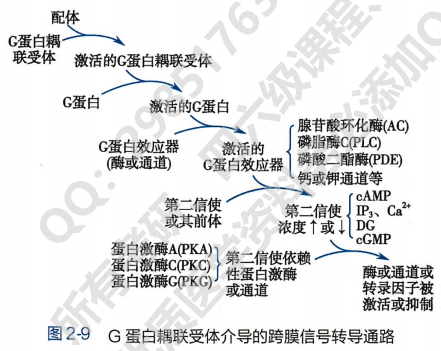 配体
G蛋白耦
联受体
激活的G蛋白耦联受体
G蛋白
激活的G蛋白
G蛋白效应器
(酶或通道)
激活的
G蛋白效应器
腺苷酸环化酶(AC)
磷脂酶C(PLC)
磷酸二酯酶(PDE)
钙或钾通道等
第二信使
或其前体
第二信使
浓度↑或↓
cAMP
IP₃、Ca²⁺
DG
cGMP
蛋白激酶A(PKA)
蛋白激酶C(PKC)
蛋白激酶G(PKG)
第二信使依赖
性蛋白激酶
或通道
酶或通道或
转录因子被
激活或抑制
图2-9 G蛋白耦联受体介导的跨膜信号转导通路